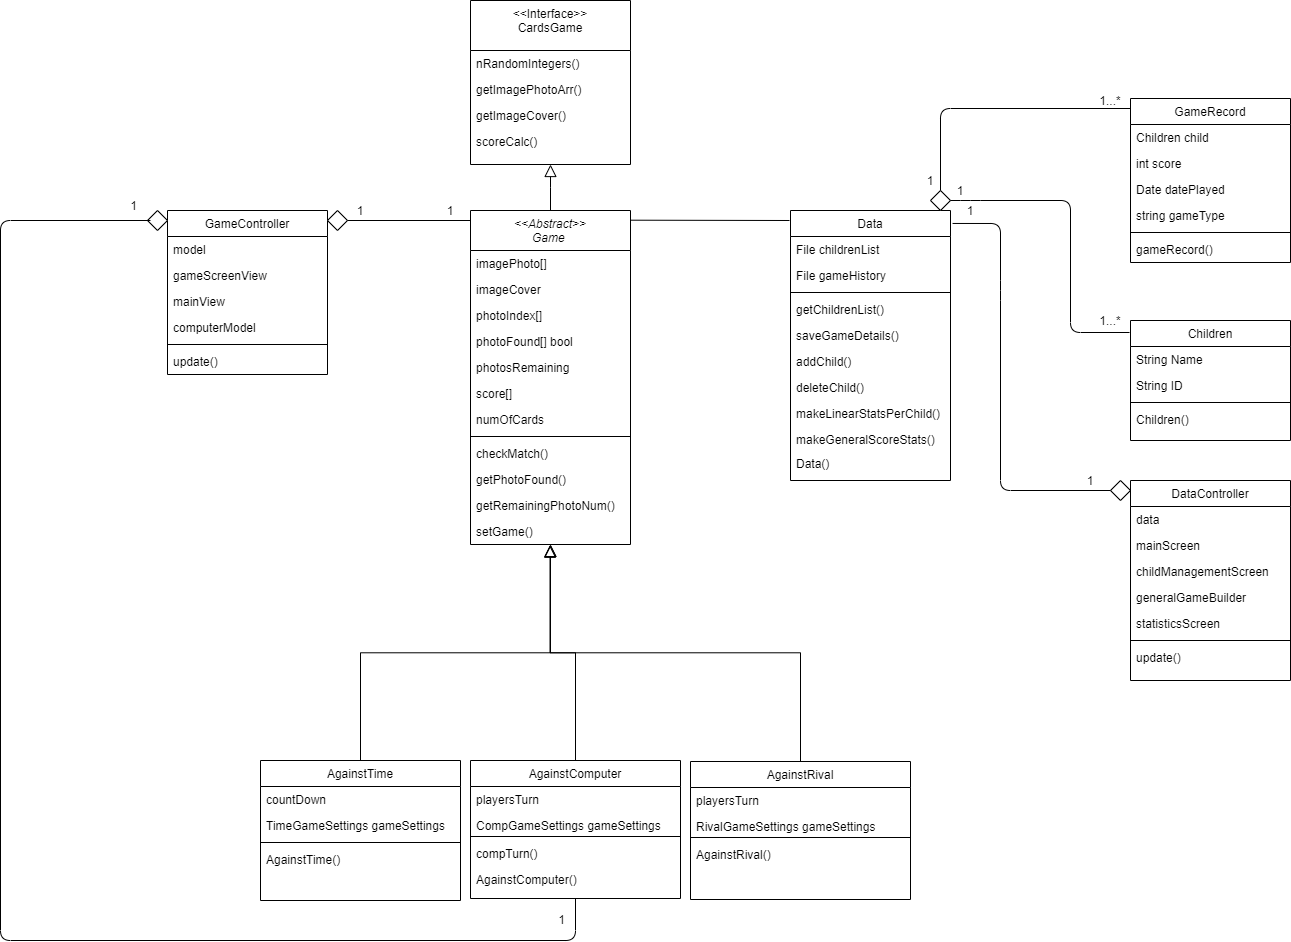 <<Interface>>
CardsGame
nRandomIntegers()
getImagePhotoArr()
getImageCover()
scoreCalc()
1
GameController
model
gameScreenView
mainView
computerModel
update()
1
1
<<Abstract>>
Game
imagePhoto[]
imageCover
photoIndex[]
photoFound[] bool
photosRemaining
score[]
numOfCards
checkMatch()
getPhotoFound()
getRemainingPhotoNum()
setGame()
Data
File childrenList
File gameHistory
getChildrenList()
saveGameDetails()
addChild()
deleteChild()
makeLinearStatsPerChild()
makeGeneralScoreStats()
Data()
1
1
1
1...*
GameRecord
Children child
int score
Date datePlayed
string gameType
gameRecord()
1...*
Children
String Name
String ID
Children()
1
DataController
data
mainScreen
childManagementScreen
generalGameBuilder
statisticsScreen
update()
AgainstTime
countDown
TimeGameSettings gameSettings
AgainstTime()
AgainstComputer
playersTurn
CompGameSettings gameSettings
compTurn()
AgainstComputer()
1
AgainstRival
playersTurn
RivalGameSettings gameSettings
AgainstRival()